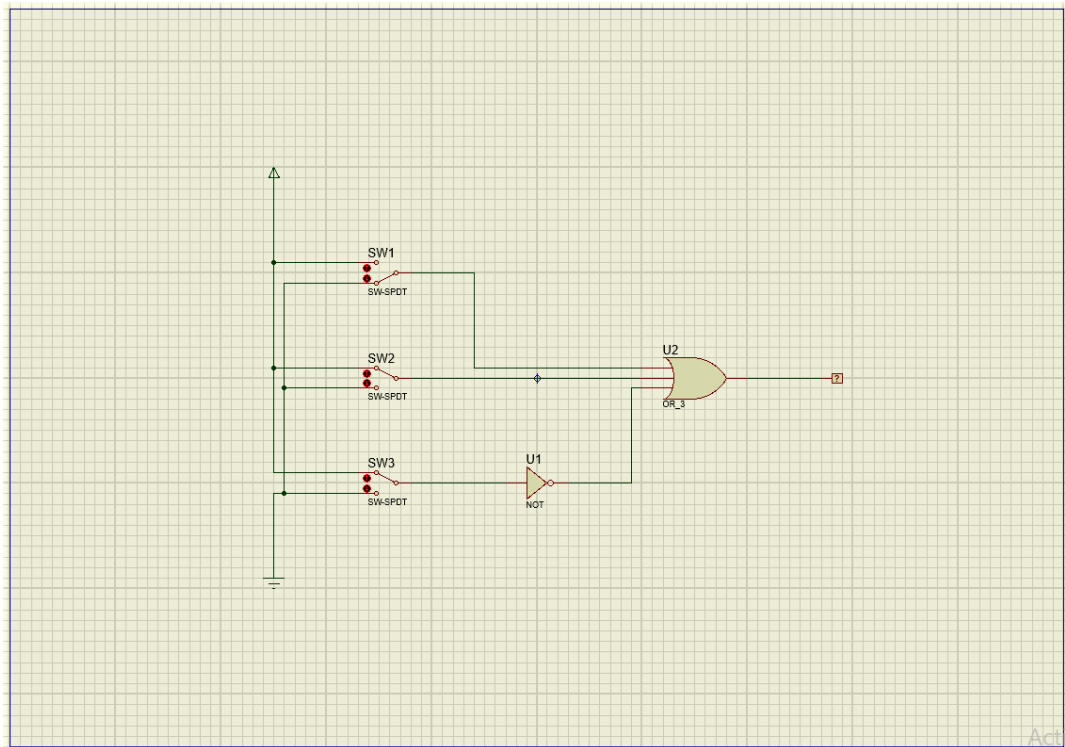 SW1
SW-SPDT
SW2
SW-SPDT
U2
?
OR_3
SW3
U1
SW-SPDT
NOT
Act